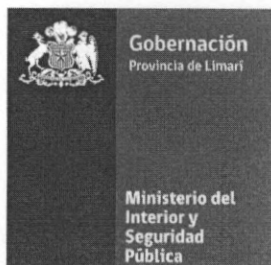 Gobernación
Provincia de Limarí
Ministerio del
Interior y
Seguridad
Pública